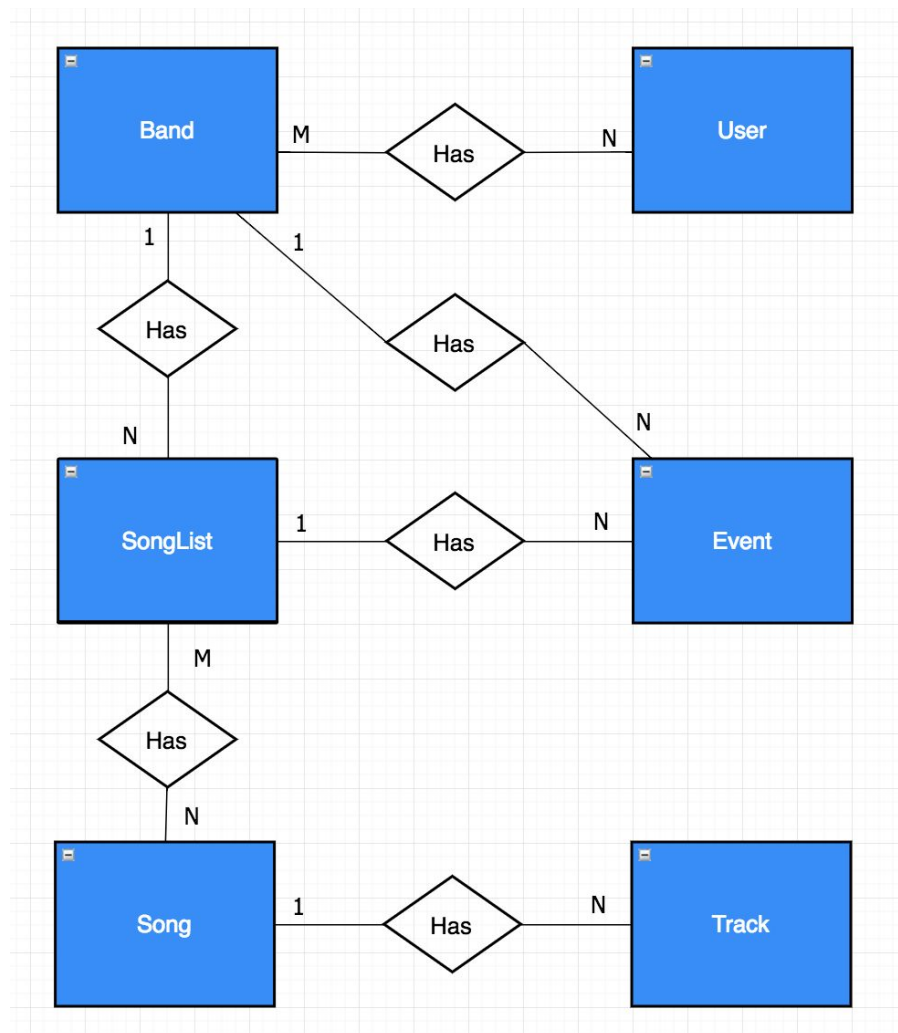 Band
M
Has
N
User
1
1
Has
Has
N
N
SongList
1
Has
N
Event
M
Has
N
Song
1
Has
N
Track